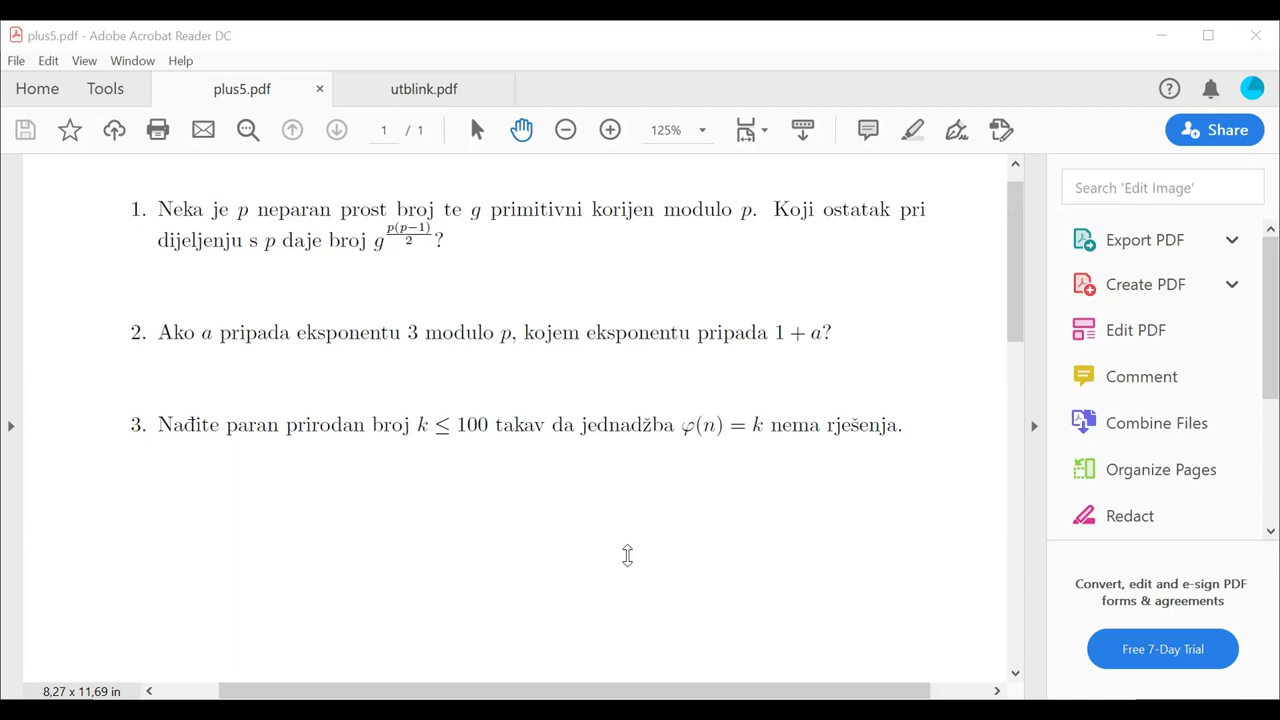 plus5.pdf - Adobe Acrobat Reader DC
File Edit View Window Help
Home Tools plus5.pdf × utblink.pdf
1 / 1 125% Share
1. Neka je p neparan prost broj te g primitivni korijen modulo p. Koji ostatak pri
dijeljenju s p daje broj g^{\frac{p(p-1)}{2}}?
2. Ako a pripada eksponentu 3 modulo p, kojem eksponentu pripada 1 + a?
3. Nađite paran prirodan broj k ≤ 100 takav da jednadžba φ(n) = k nema rješenja.
8,27 x 11,69 in
Search 'Edit Image'
Export PDF
Create PDF
Edit PDF
Comment
Combine Files
Organize Pages
Redact
Convert, edit and e-sign PDF
forms & agreements
Free 7-Day Trial